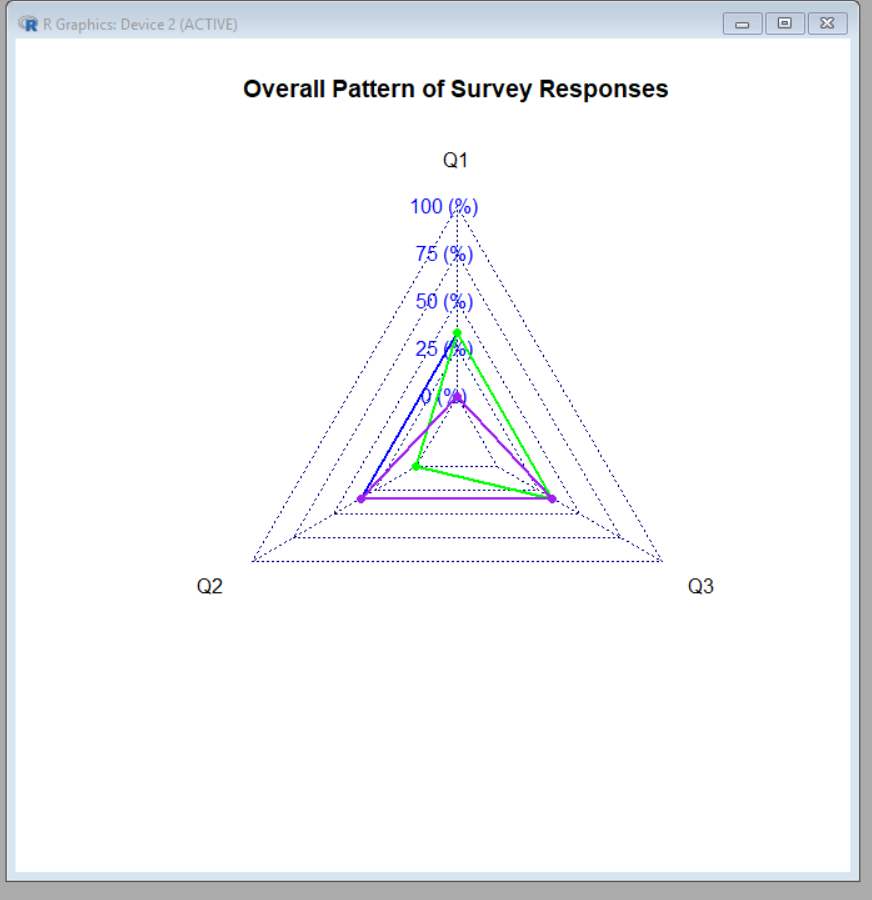 R Graphics: Device 2 (ACTIVE)
Overall Pattern of Survey Responses
Q1
100 (%)
75 (%)
50 (%)
25 (%)
0 (%)
Q2
Q3